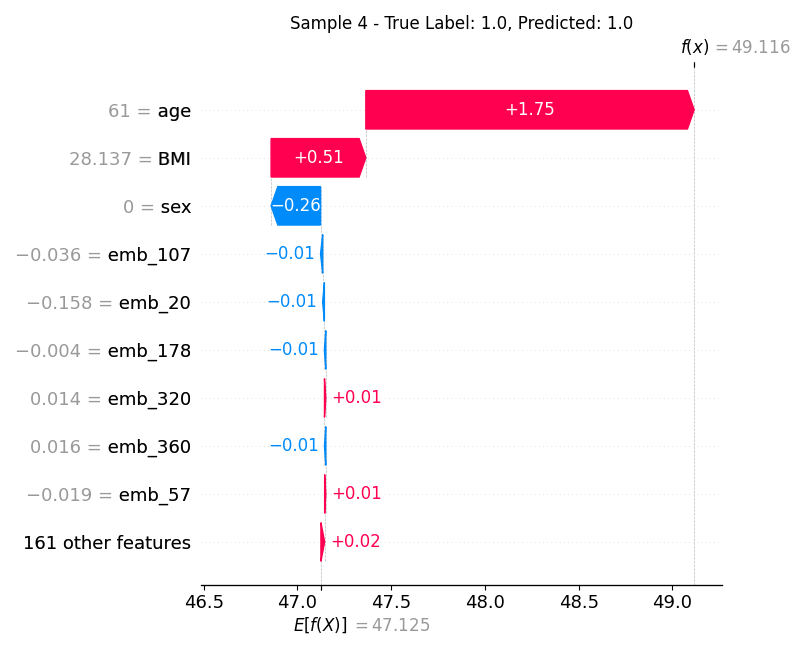 Sample 4 - True Label: 1.0, Predicted: 1.0
f(x) = 49.116
61 = age
+1.75
28.137 = BMI
+0.51
0 = sex
−0.26
−0.036 = emb_107
−0.01
−0.158 = emb_20
−0.01
−0.004 = emb_178
−0.01
0.014 = emb_320
+0.01
0.016 = emb_360
−0.01
−0.019 = emb_57
+0.01
161 other features
+0.02
46.5 47.0 47.5 48.0 48.5 49.0
E[f(X)] = 47.125